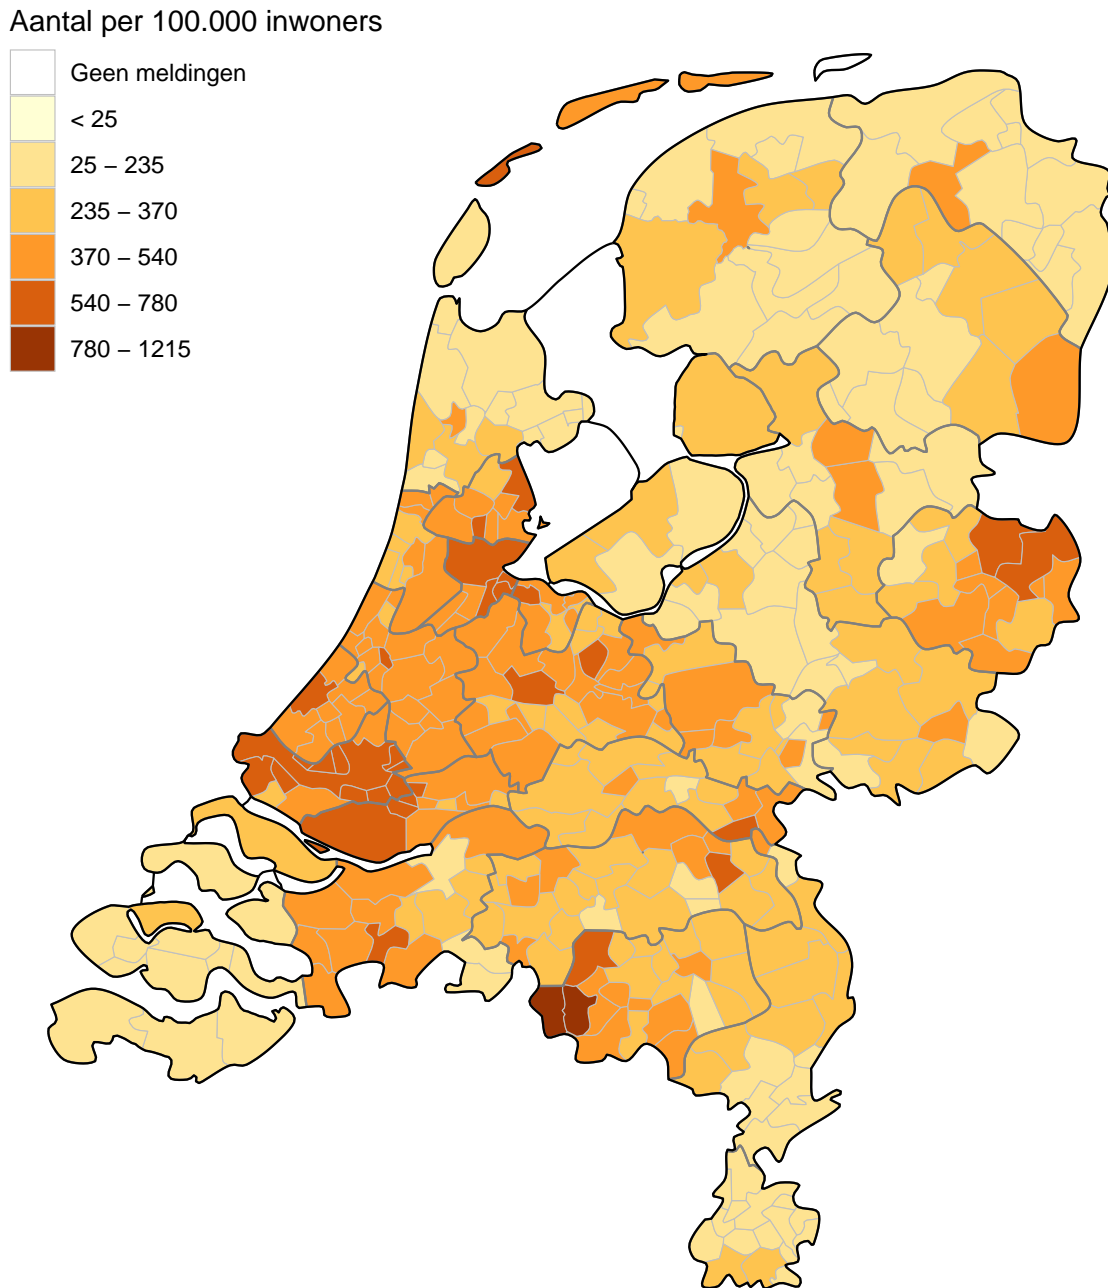 Aantal per 100.000 inwoners
Geen meldingen
< 25
25 – 235
235 – 370
370 – 540
540 – 780
780 – 1215